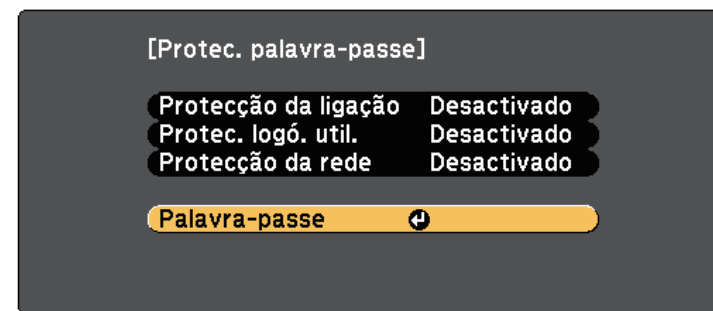 [Protec. palavra-passe]
Protecção da ligação Desactivado
Protec. logó. util. Desactivado
Protecção da rede Desactivado
Palavra-passe